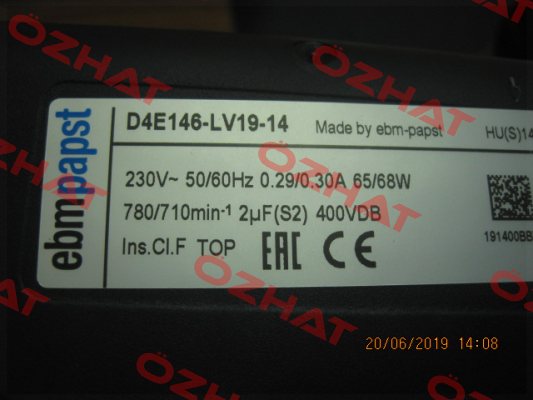 ebmpapst
D4E146-LV19-14 Made by ebm-papst HU(S)14
230V~ 50/60Hz 0.29/0.30A 65/68W
780/710min-1 2µF(S2) 400VDB
Ins.Cl.F TOP EAC CE
191400BB
20/06/2019 14:08
OZHAT
OZHAT
OZHAT
OZHAT
OZHAT
OZHAT
OZHAT